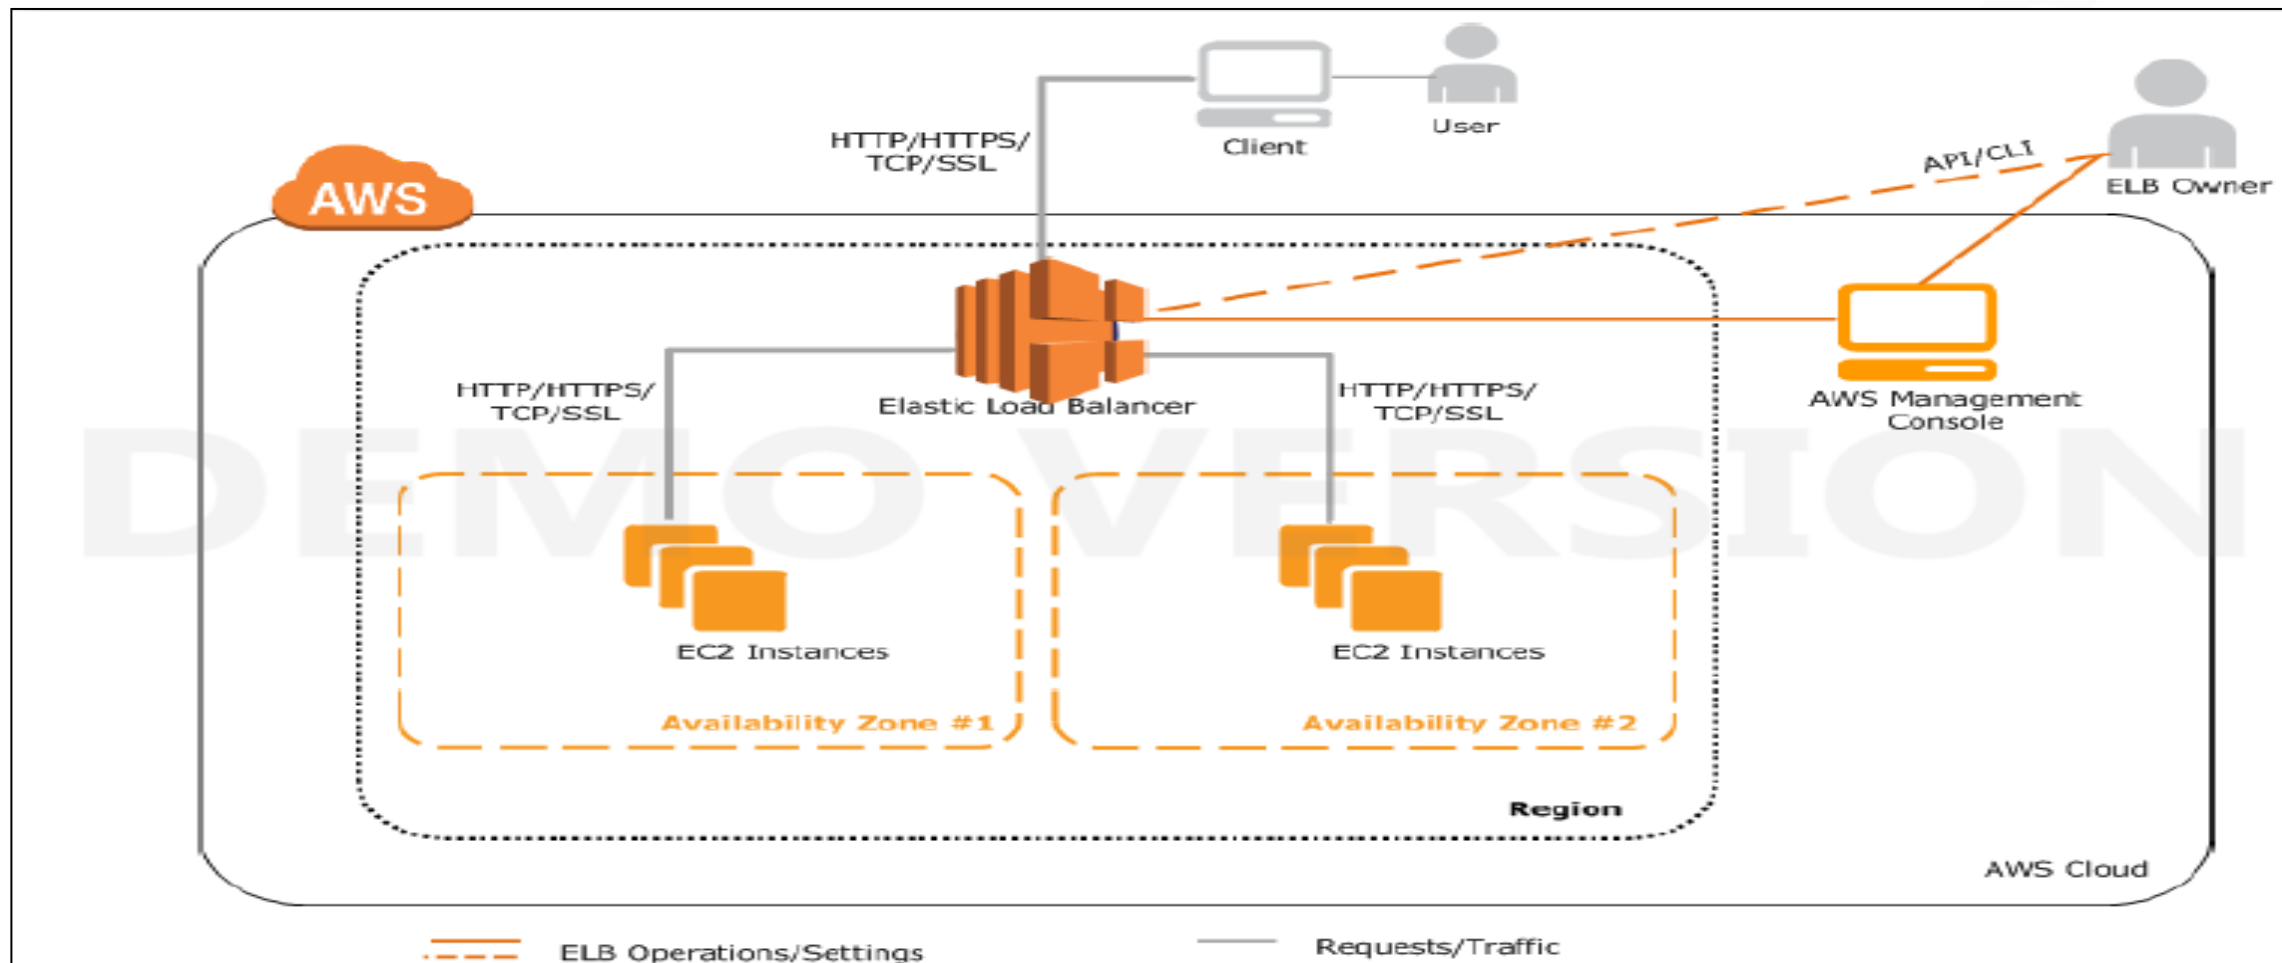 HTTP/HTTPS/
TCP/SSL
Client
User
API/CLI
ELB Owner
AWS
HTTP/HTTPS/
TCP/SSL
Elastic Load Balancer
HTTP/HTTPS/
TCP/SSL
AWS Management
Console
DEMO VERSION
EC2 Instances
EC2 Instances
Availability Zone #1
Availability Zone #2
Region
AWS Cloud
ELB Operations/Settings
Requests/Traffic